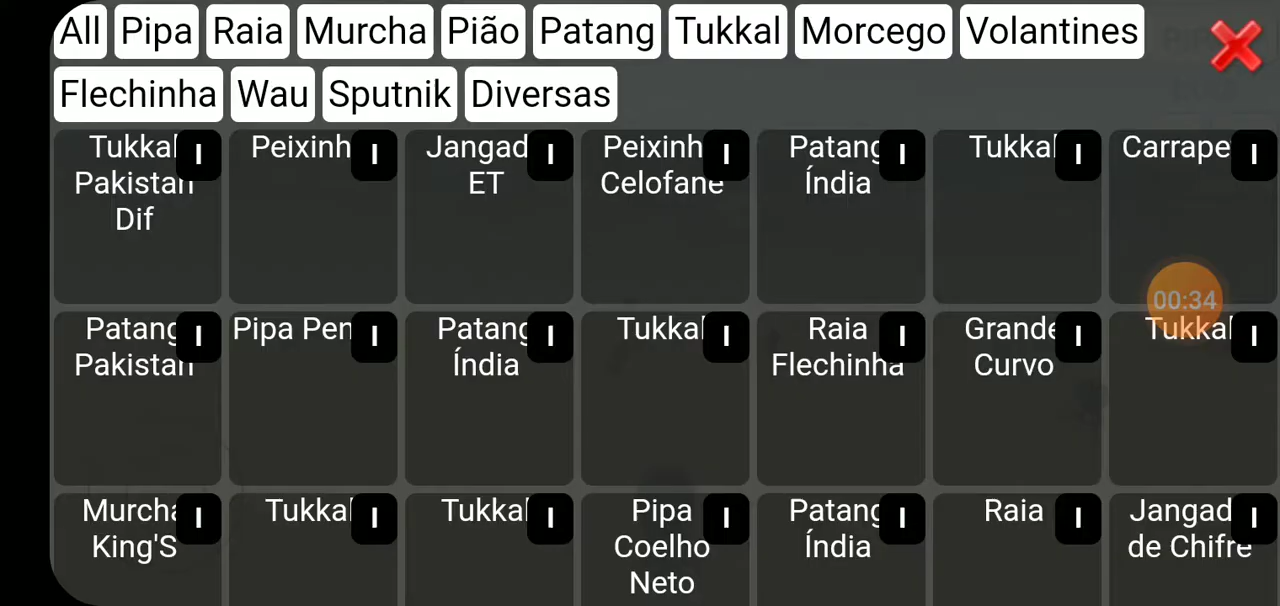 All Pipa Raia Murcha Pião Patang Tukkal Morcego Volantines
Flechinha Wau Sputnik Diversas
Tukkal I Peixinh I Jangad I Peixinh I Patang I Tukkal I Carrape I
Pakistan ET Celofane Índia
Dif
00:34
Patang I Pipa Pen I Patang I Tukkal I Raia I Grande I Tukkal I
Pakistan Índia Flechinha Curvo
Murcha I Tukkal I Tukkal I Pipa I Patang I Raia I Jangad I
King'S Coelho Índia de Chifre
Neto